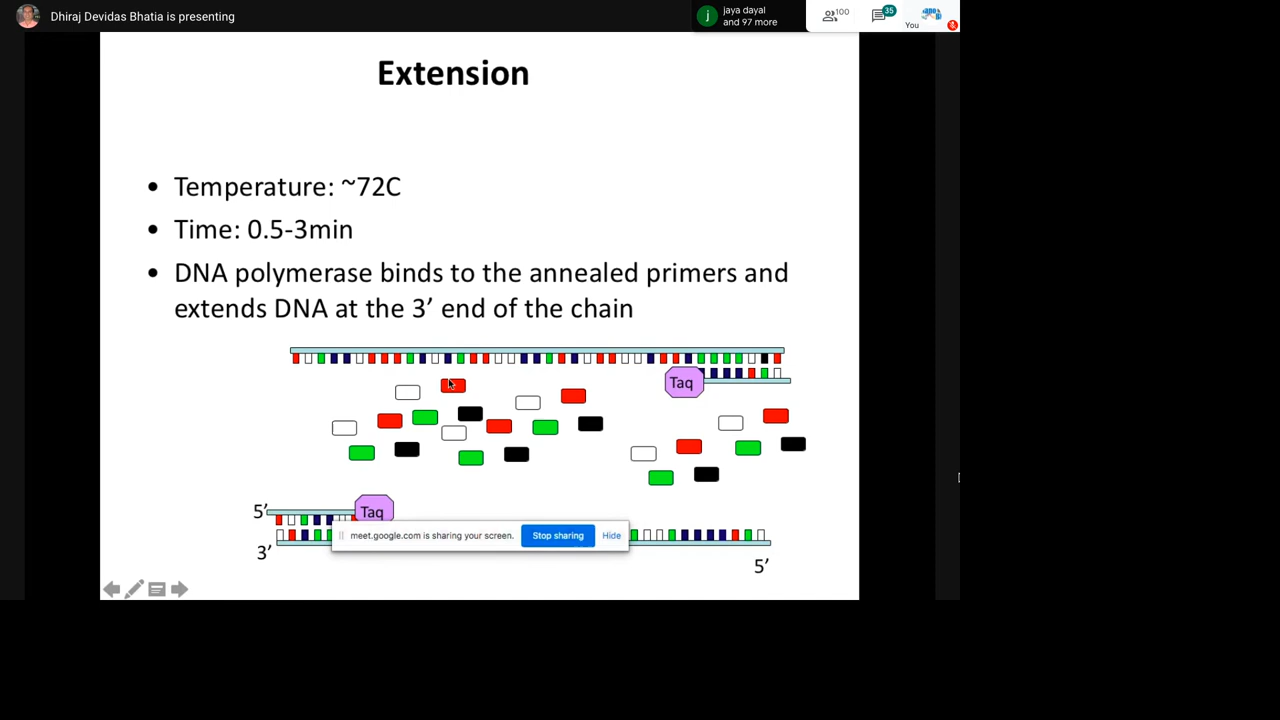 Dhiraj Devidas Bhatia is presenting
j
jaya dayal
and 97 more
100
35
You
Extension
• Temperature: ~72C
• Time: 0.5-3min
• DNA polymerase binds to the annealed primers and
extends DNA at the 3’ end of the chain
Taq
5’
Taq
meet.google.com is sharing your screen.
Stop sharing
Hide
3’
5’